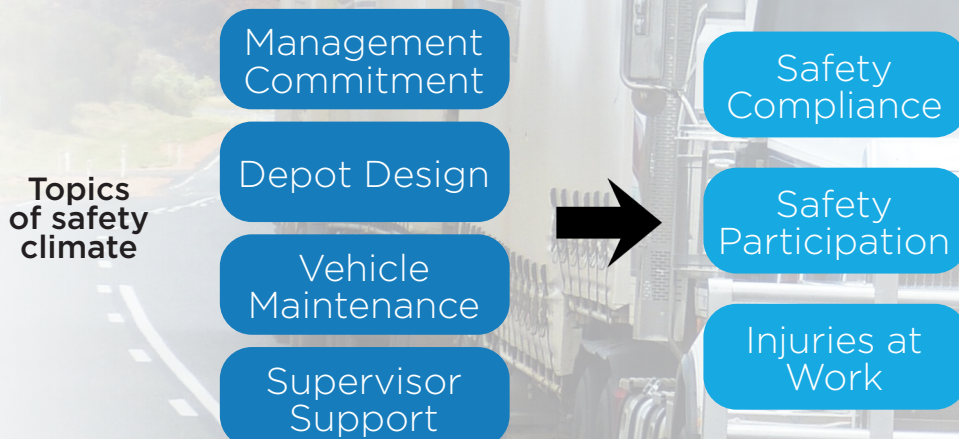 Topics
of safety
climate
Management
Commitment
Depot Design
Vehicle
Maintenance
Supervisor
Support
Safety
Compliance
Safety
Participation
Injuries at
Work